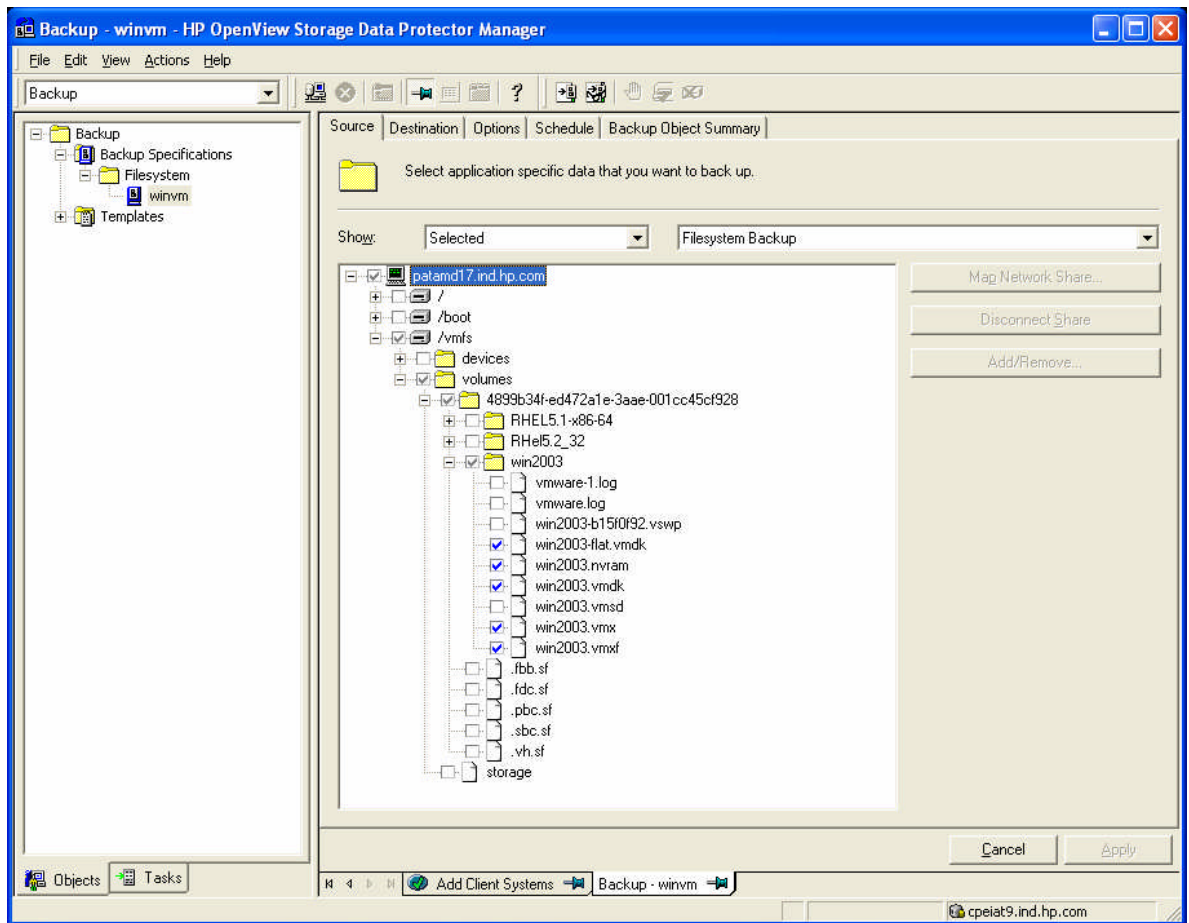 Backup - winvm - HP OpenView Storage Data Protector Manager
File Edit View Actions Help
Backup
Backup
Backup Specifications
Filesystem
winvm
Templates
Source Destination Options Schedule Backup Object Summary
Select application specific data that you want to back up.
Show: Selected Filesystem Backup
patamd17.ind.hp.com
/
/boot
/vmfs
devices
volumes
4899b34f-ed472a1e-3aae-001cc45cf928
RHEL5.1-x86-64
RHel5.2_32
win2003
vmware-1.log
vmware.log
win2003-b15f0f92.vswp
win2003-flat.vmdk
win2003.nvram
win2003.vmdk
win2003.vmsd
win2003.vmx
win2003.vmxf
.fbb.sf
.fdc.sf
.pbc.sf
.sbc.sf
.vh.sf
storage
Map Network Share...
Disconnect Share
Add/Remove...
Cancel Apply
Objects Tasks
Add Client Systems Backup - winvm
cpeiat9.ind.hp.com